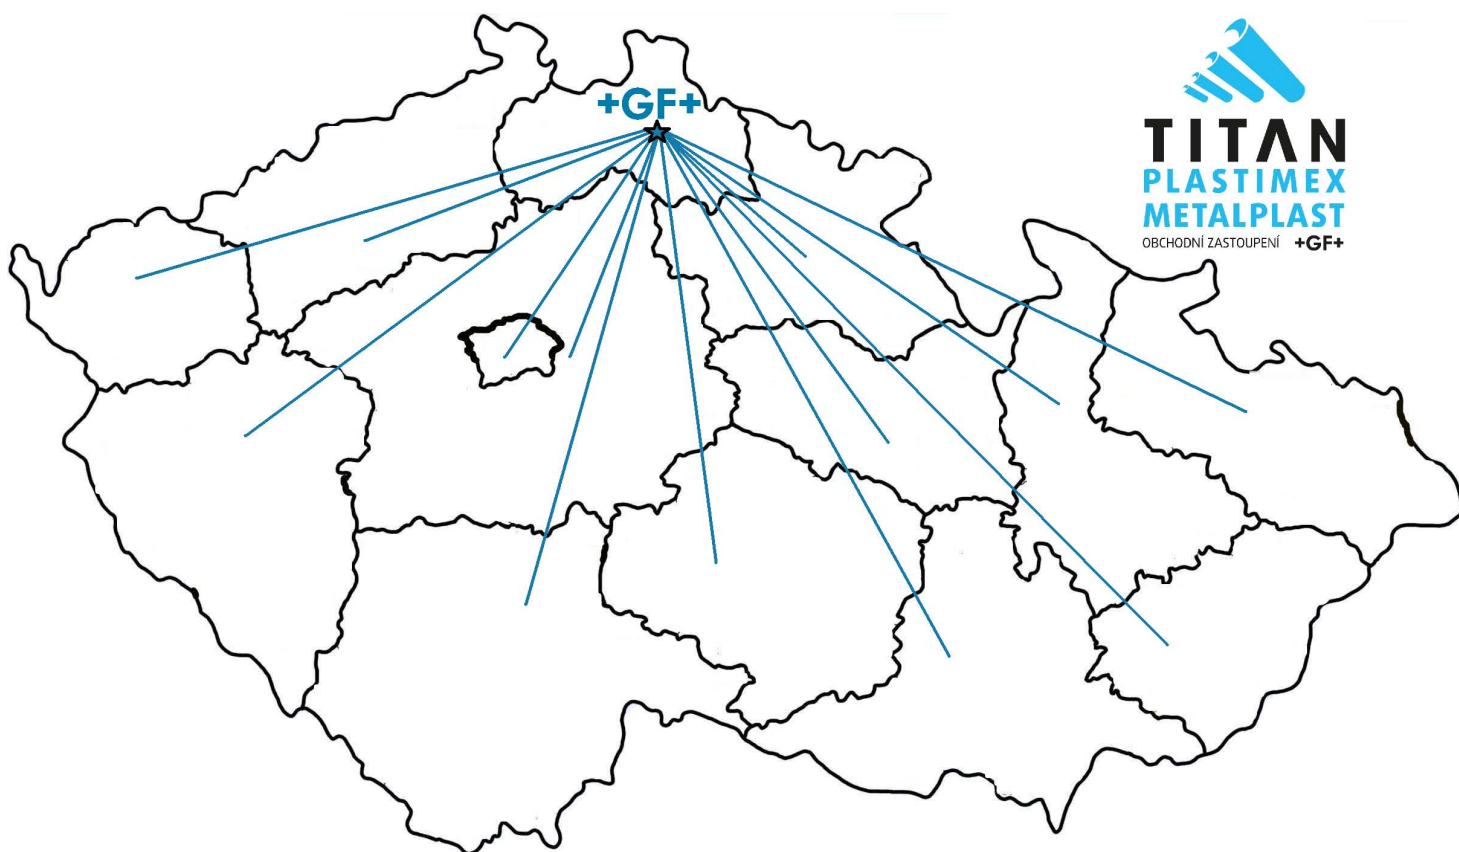 +GF+
TITAN
PLASTIMEX
METALPLAST
OBCHODNÍ ZASTOUPENÍ +GF+